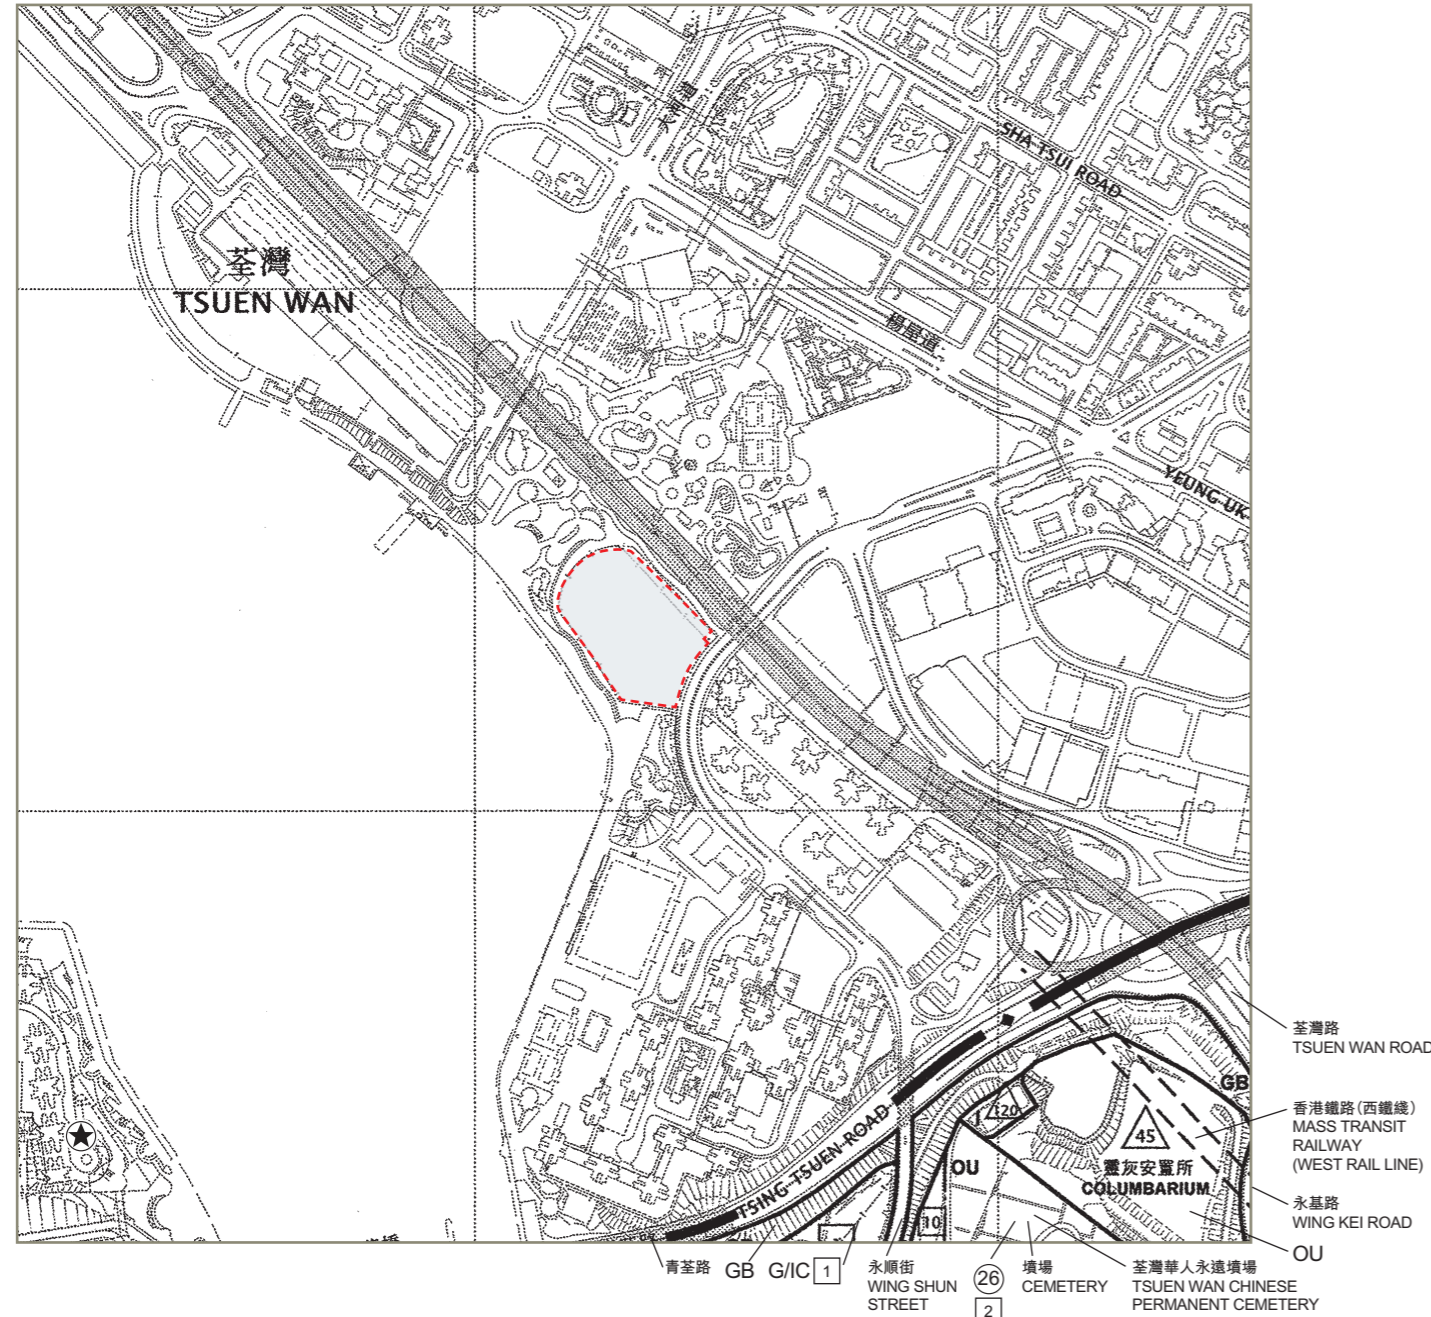 大河道
SHA TSUI ROAD
荃灣
TSUEN WAN
楊屋道
YEUNG UK
荃灣路
TSUEN WAN ROAD
GB
120
45
香港鐵路(西鐵綫)
MASS TRANSIT
RAILWAY
(WEST RAIL LINE)
靈灰安置所
COLUMBARIUM
OU
TSING TSUEN ROAD
永基路
WING KEI ROAD
10
OU
青荃路
GB
G/IC 1
永順街
WING SHUN
STREET
26
2
墳場
CEMETERY
荃灣華人永遠墳場
TSUEN WAN CHINESE
PERMANENT CEMETERY